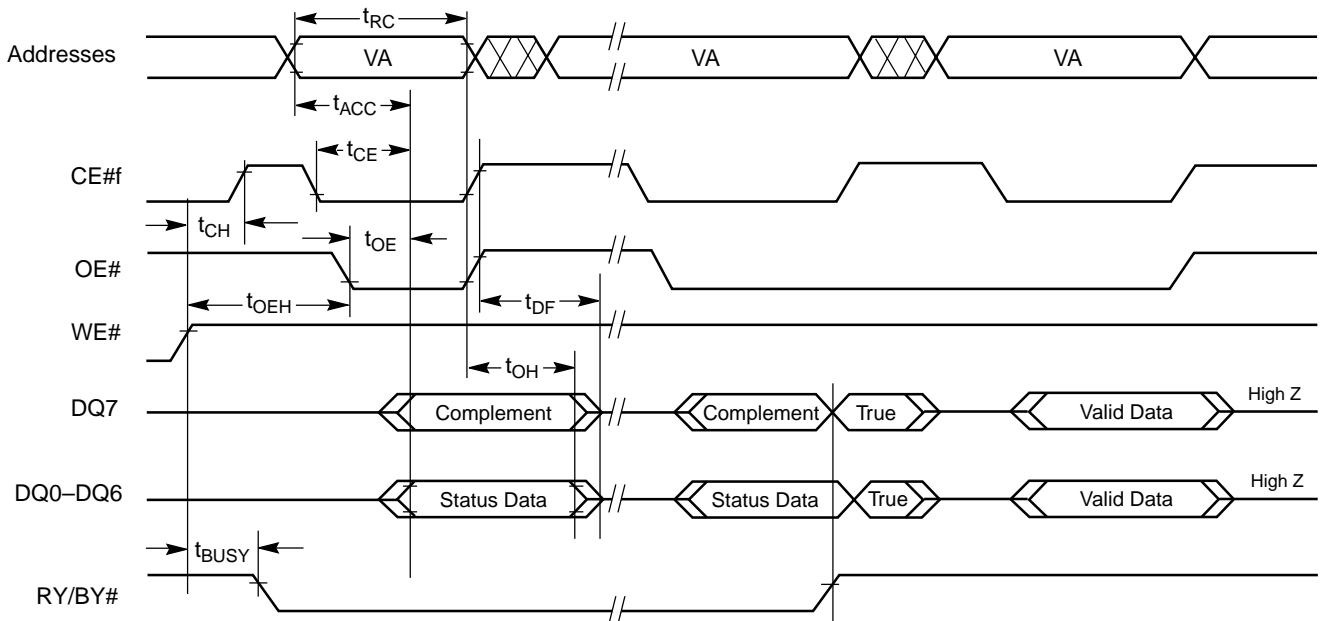 tRC
Addresses VA VA VA
tACC
tCE
CE#f
tCH
tOE
OE#
tOEH tDF
WE#
tOH
DQ7 Complement Complement True Valid Data High Z
DQ0–DQ6 Status Data Status Data True Valid Data High Z
tBUSY
RY/BY#